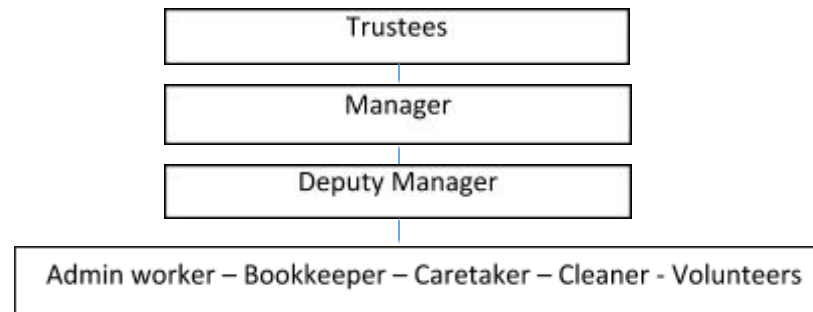 Trustees
Manager
Deputy Manager
Admin worker – Bookkeeper – Caretaker – Cleaner - Volunteers